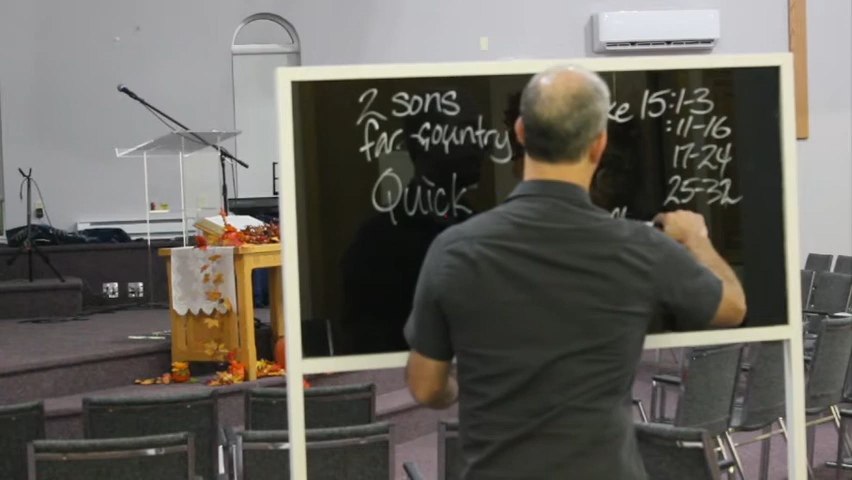 2 sons
far-country
Quick
ke 15:1-3
:11-16
17-24
25-32